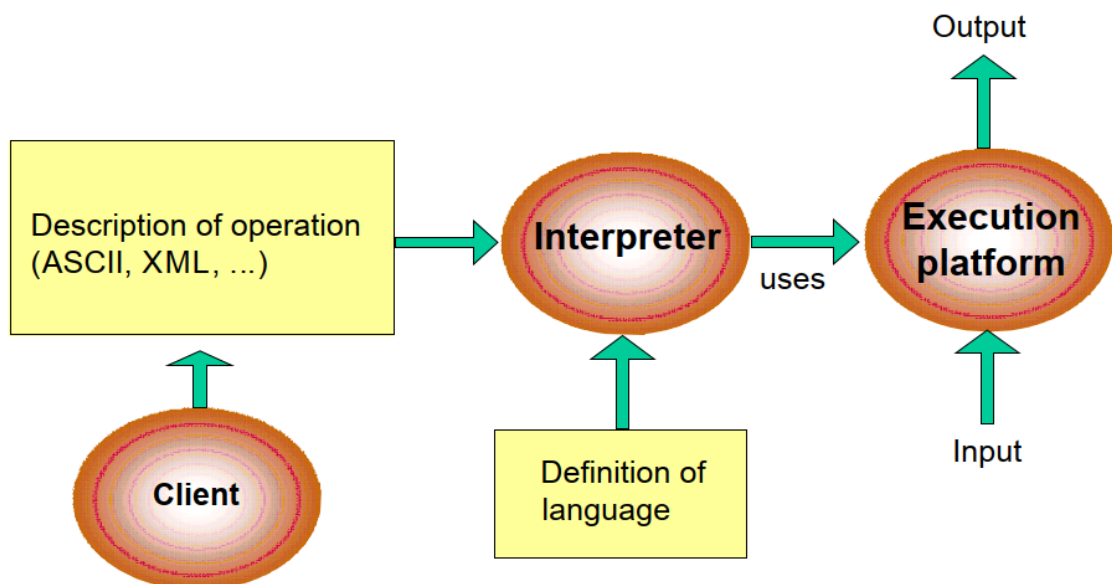 Output
Description of operation
(ASCII, XML, ...)
Interpreter
uses
Execution
platform
Client
Definition of
language
Input